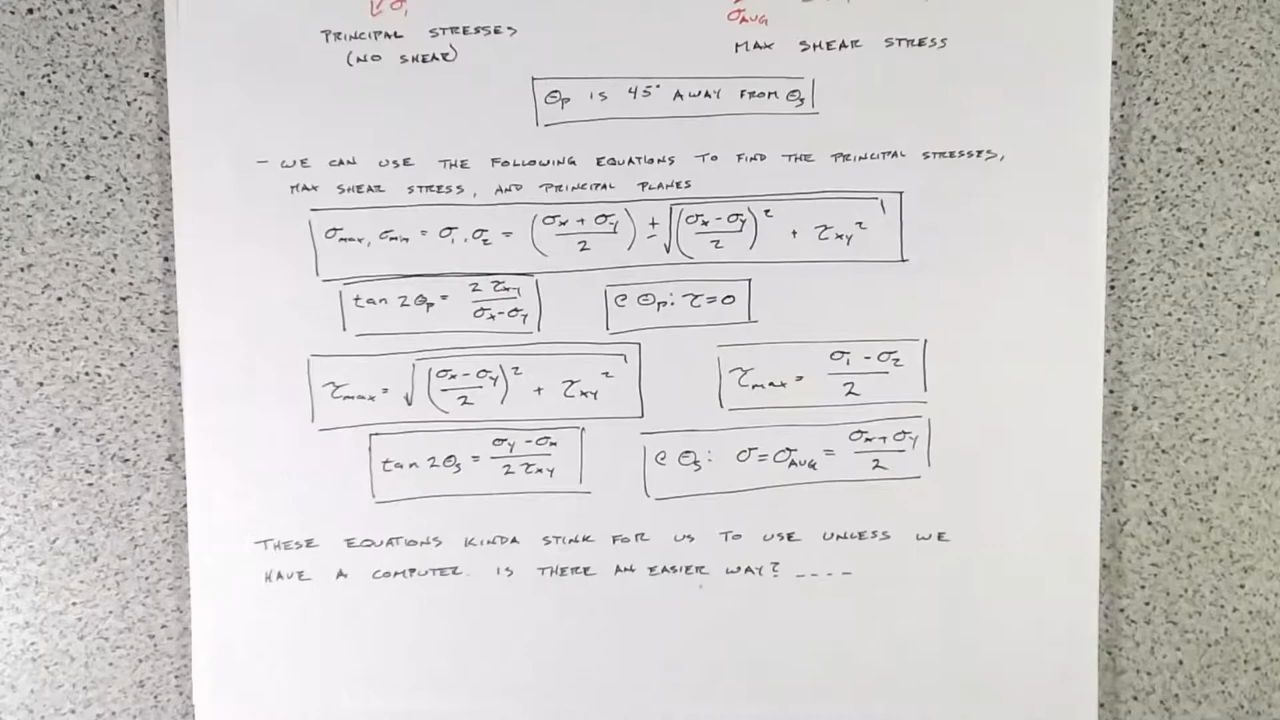 σ₁
σAVG
PRINCIPAL STRESSES
(NO SHEAR)
MAX SHEAR STRESS
θp IS 45° AWAY FROM θs
- WE CAN USE THE FOLLOWING EQUATIONS TO FIND THE PRINCIPAL STRESSES,
MAX SHEAR STRESS, AND PRINCIPAL PLANES
σmax, σmin = σ₁, σ₂ = ((σx + σy)/2) ± √(((σx - σy)/2)² + τxy²)
tan 2θp = 2τxy/(σx - σy)
@ θp: τ = 0
τmax = √(((σx - σy)/2)² + τxy²)
τmax = (σ₁ - σ₂)/2
tan 2θs = (σy - σx)/(2τxy)
@ θs: σ = σAVG = (σx + σy)/2
THESE EQUATIONS KINDA STINK FOR US TO USE UNLESS WE
HAVE A COMPUTER. IS THERE AN EASIER WAY? ----